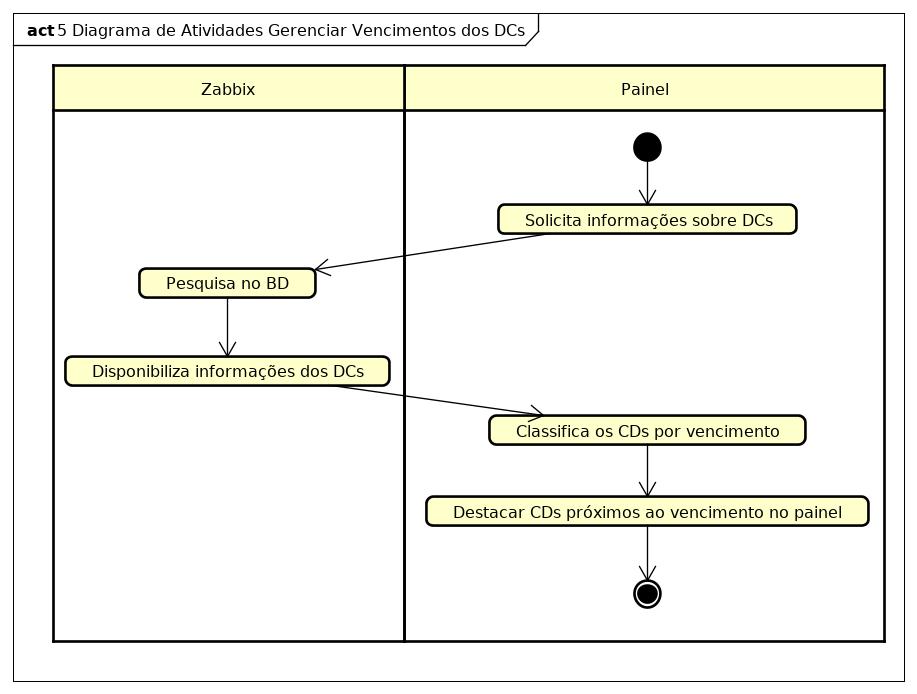 act 5 Diagrama de Atividades Gerenciar Vencimentos dos DCs
Zabbix
Painel
Solicita informações sobre DCs
Pesquisa no BD
Disponibiliza informações dos DCs
Classifica os CDs por vencimento
Destacar CDs próximos ao vencimento no painel